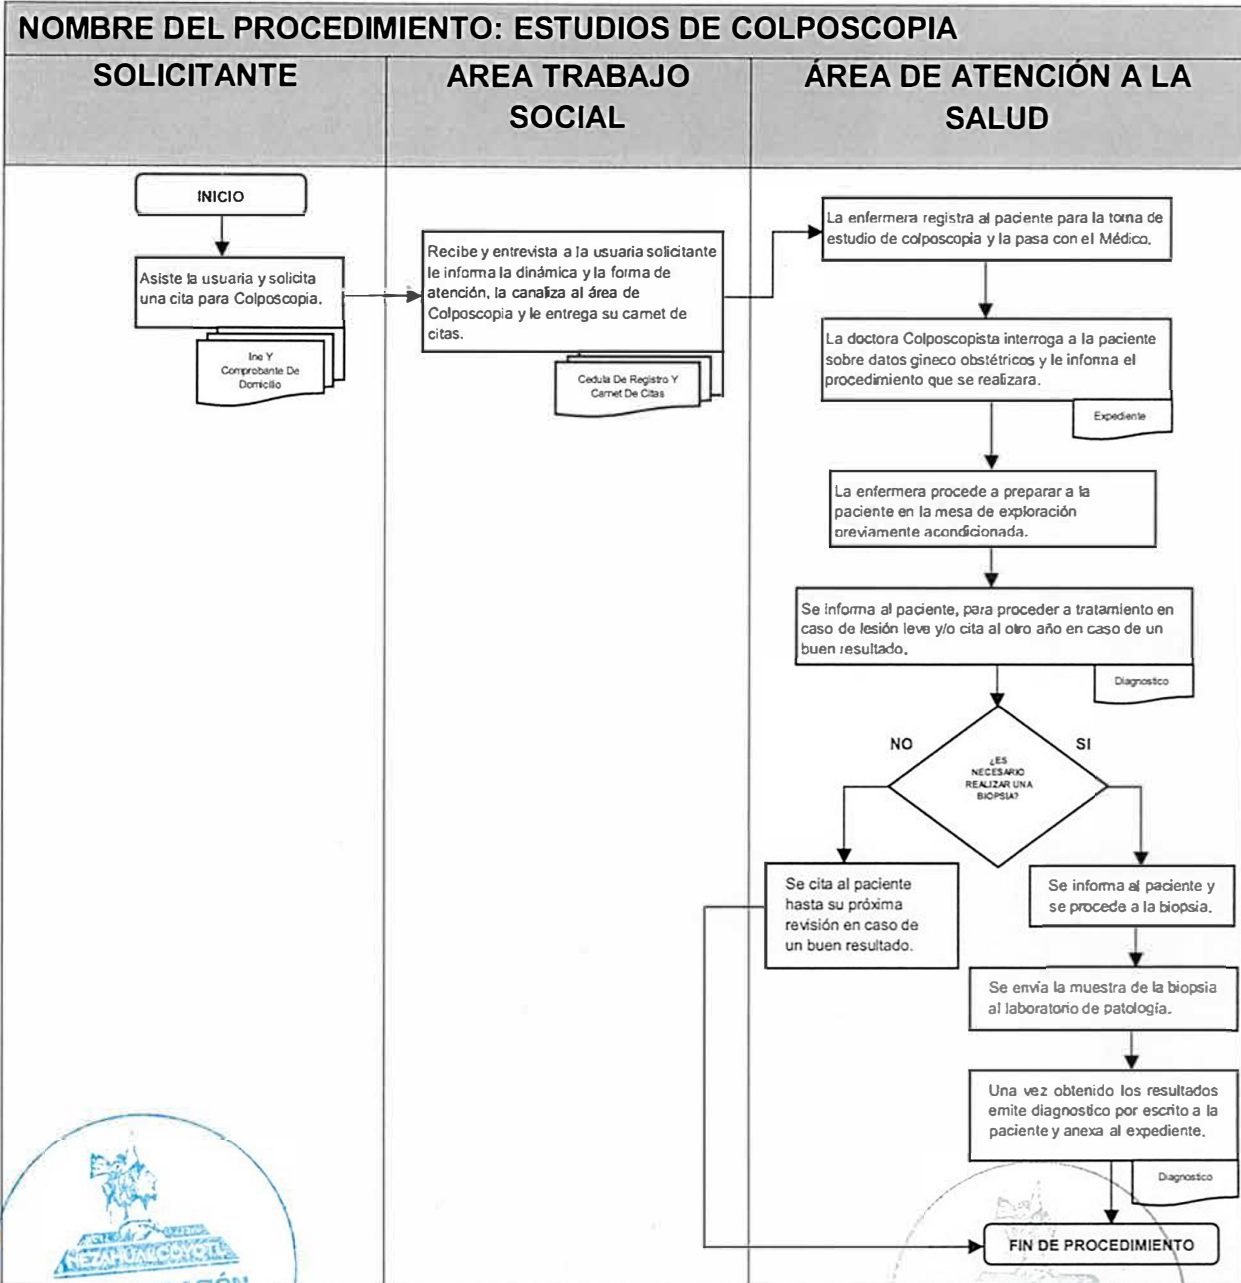 NOMBRE DEL PROCEDIMIENTO: ESTUDIOS DE COLPOSCOPIA
SOLICITANTE
AREA TRABAJO
SOCIAL
ÁREA DE ATENCIÓN A LA
SALUD
INICIO
Asiste la usuaria y solicita
una cita para Colposcopia.
Ine Y
Comprobante De
Domicilio
Recibe y entrevista a la usuaria solicitante
le informa la dinámica y la forma de
atención, la canaliza al área de
Colposcopia y le entrega su carnet de
citas.
Cedula De Registro Y
Carnet De Citas
La enfermera registra al paciente para la toma de
estudio de colposcopia y la pasa con el Médico.
La doctora Colposcopista interroga a la paciente
sobre datos gineco obstétricos y le informa el
procedimiento que se realizara.
Expediente
La enfermera procede a preparar a la
paciente en la mesa de exploración
previamente acondicionada.
Se informa al paciente, para proceder a tratamiento en
caso de lesión leve y/o cita al otro año en caso de un
buen resultado.
Diagnostico
NO
SI
¿ES
NECESARIO
REALIZAR UNA
BIOPSIA?
Se cita al paciente
hasta su próxima
revisión en caso de
un buen resultado.
Se informa al paciente y
se procede a la biopsia.
Se envía la muestra de la biopsia
al laboratorio de patología.
Una vez obtenido los resultados
emite diagnostico por escrito a la
paciente y anexa al expediente.
Diagnostico
FIN DE PROCEDIMIENTO
NEZAHUALCOYOTL